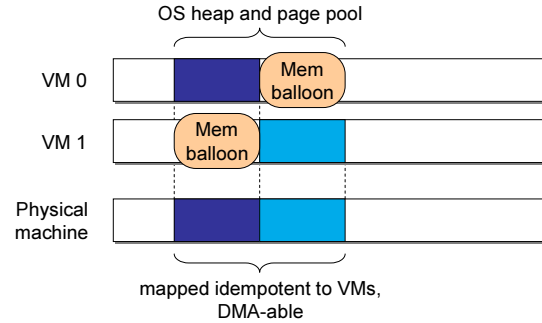 OS heap and page pool
VM 0
Mem
balloon
VM 1
Mem
balloon
Physical
machine
mapped idempotent to VMs,
DMA-able